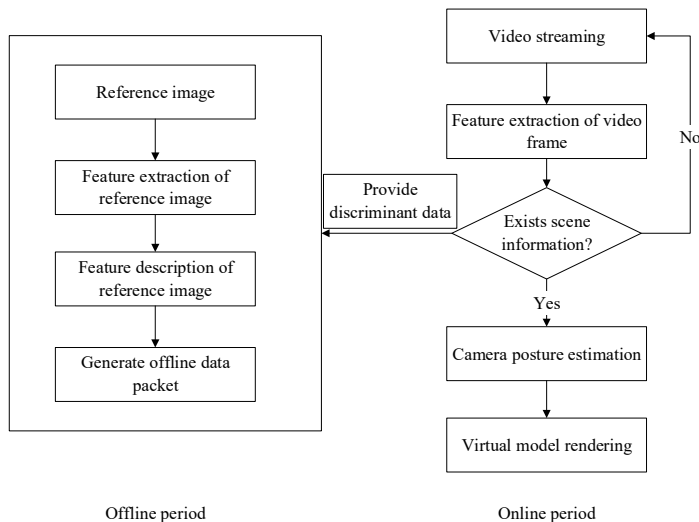 Reference image
Feature extraction of
reference image
Feature description of
reference image
Generate offline data
packet
Offline period
Provide
discriminant data
Video streaming
Feature extraction of video
frame
Exists scene
information?
No
Yes
Camera posture estimation
Virtual model rendering
Online period